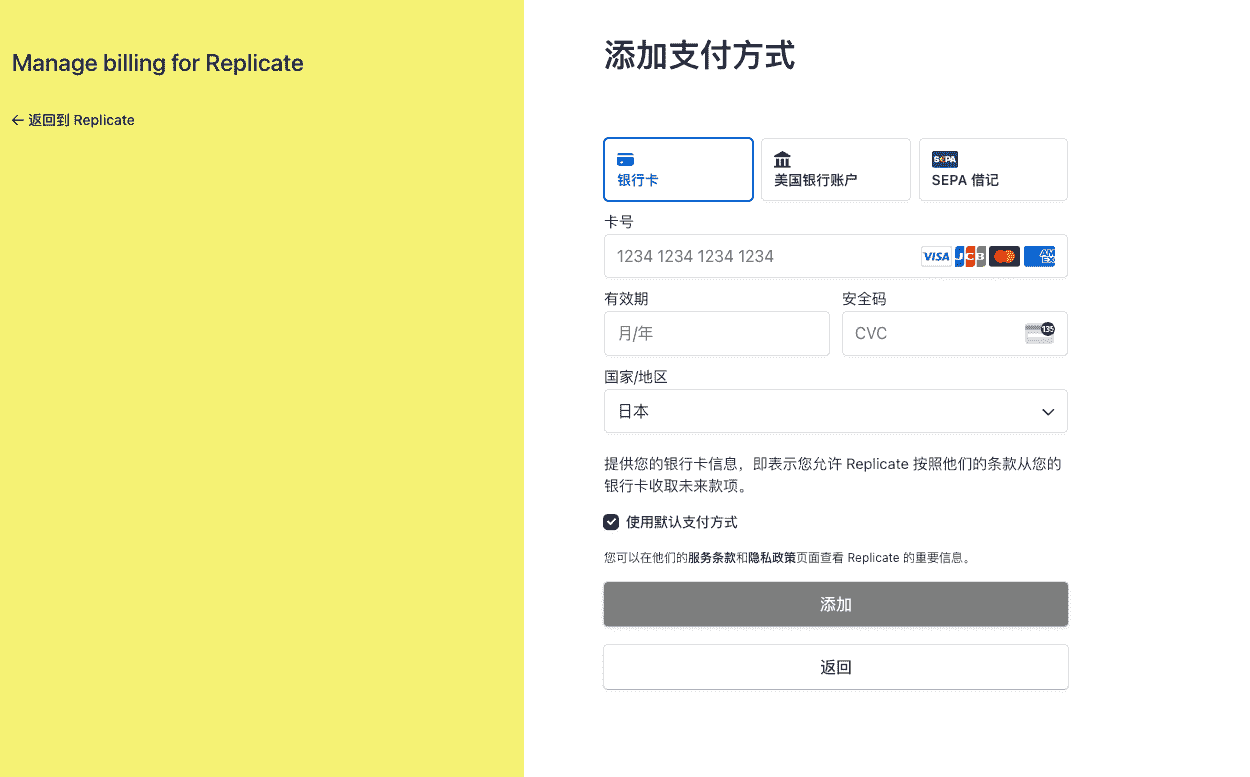 Manage billing for Replicate
← 返回到 Replicate
添加支付方式
银行卡
美国银行账户
SEPA
SEPA 借记
卡号
1234 1234 1234 1234
VISA
JCB
AMEX
有效期
安全码
月/年
CVC
135
国家/地区
日本
提供您的银行卡信息，即表示您允许 Replicate 按照他们的条款从您的
银行卡收取未来款项。
使用默认支付方式
您可以在他们的服务条款和隐私政策页面查看 Replicate 的重要信息。
添加
返回